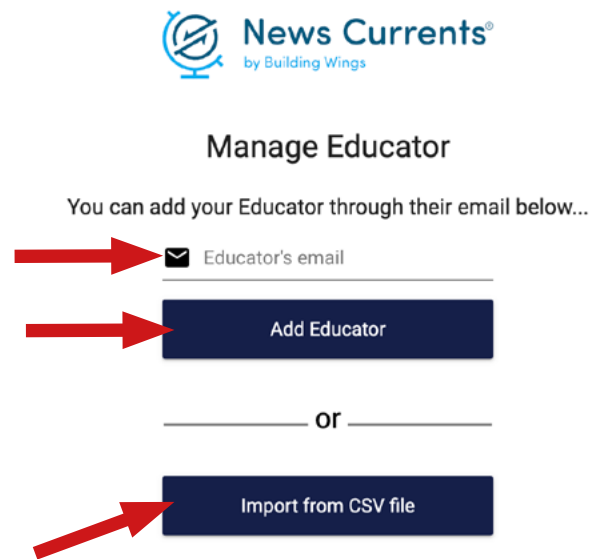 News Currents®
by Building Wings
Manage Educator
You can add your Educator through their email below...
Educator's email
Add Educator
or
Import from CSV file